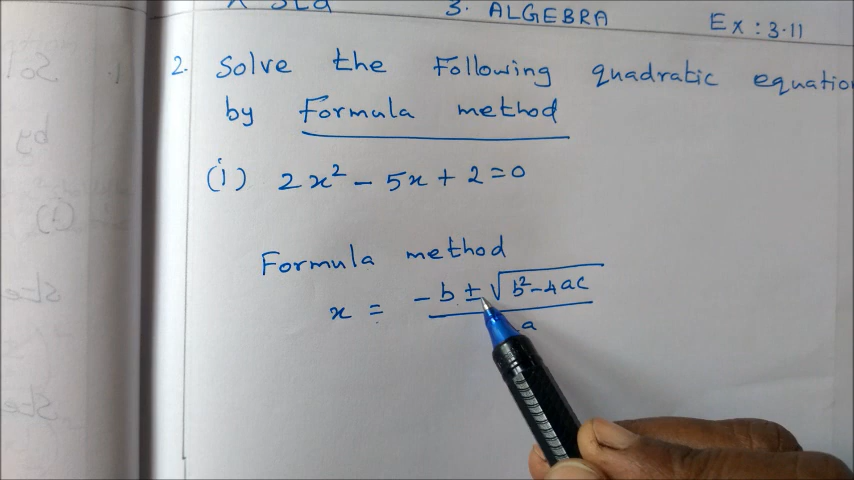 X Std 3. ALGEBRA Ex : 3.11
2. Solve the Following quadratic equation
by Formula method
(i) 2x² - 5x + 2 = 0
Formula method
x = -b ± √b² - 4ac
a